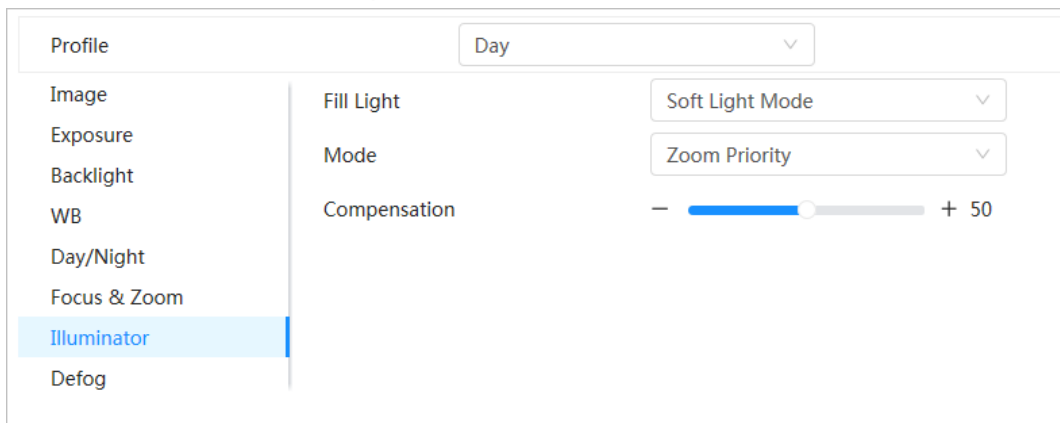 Profile Day
Image
Exposure
Backlight
WB
Day/Night
Focus & Zoom
Illuminator
Defog
Fill Light Soft Light Mode
Mode Zoom Priority
Compensation − + 50